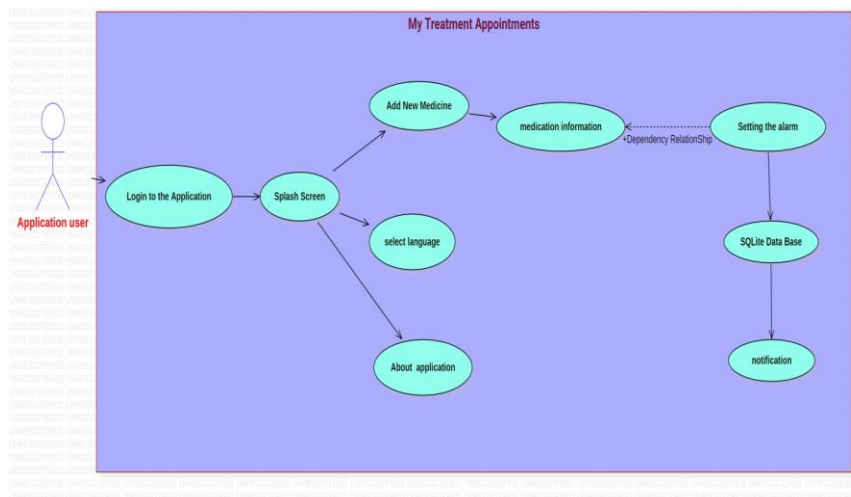 My Treatment Appointments
Add New Medicine
medication information
Setting the alarm
+Dependency RelationShip
Login to the Application
Splash Screen
Application user
select language
SQLite Data Base
About application
notification
UNREGISTERED